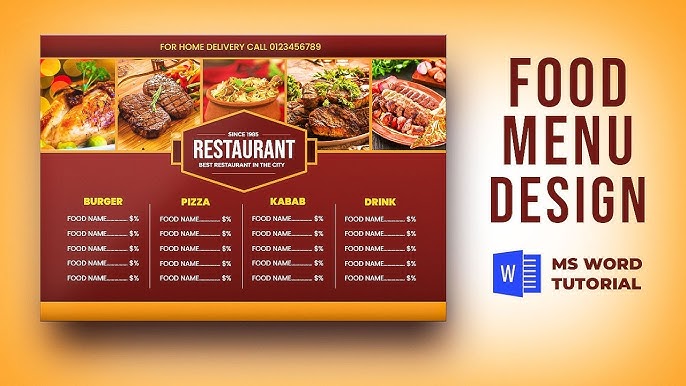 FOR HOME DELIVERY CALL 0123456789
SINCE 1985
RESTAURANT
BEST RESTAURANT IN THE CITY
BURGER
FOOD NAME............ $%
FOOD NAME............ $%
FOOD NAME............ $%
FOOD NAME............ $%
FOOD NAME............ $%
PIZZA
FOOD NAME............ $%
FOOD NAME............ $%
FOOD NAME............ $%
FOOD NAME............ $%
FOOD NAME............ $%
KABAB
FOOD NAME............ $%
FOOD NAME............ $%
FOOD NAME............ $%
FOOD NAME............ $%
FOOD NAME............ $%
DRINK
FOOD NAME............ $%
FOOD NAME............ $%
FOOD NAME............ $%
FOOD NAME............ $%
FOOD NAME............ $%
FOOD
MENU
DESIGN
W
MS WORD
TUTORIAL